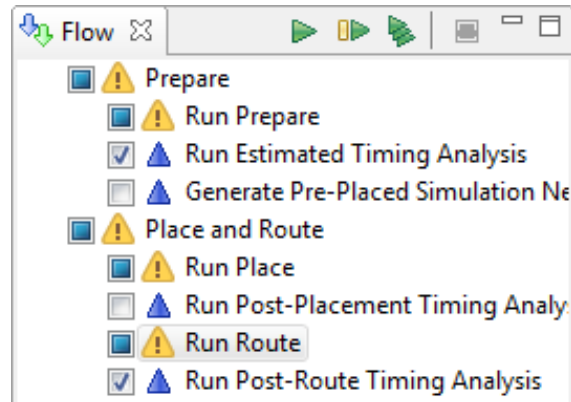 Flow
Prepare
Run Prepare
Run Estimated Timing Analysis
Generate Pre-Placed Simulation Ne
Place and Route
Run Place
Run Post-Placement Timing Analy
Run Route
Run Post-Route Timing Analysis